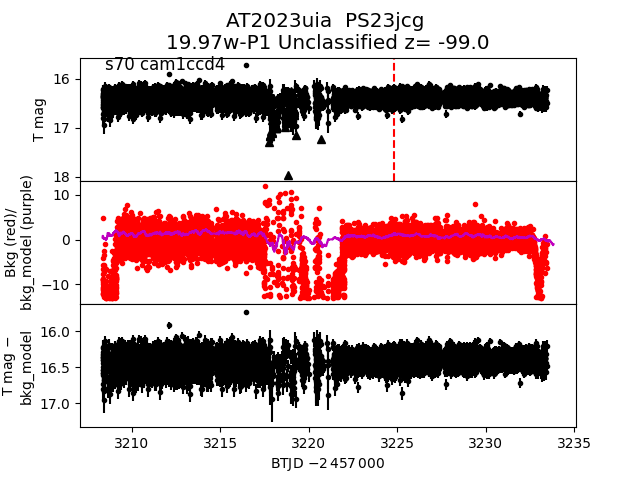 AT2023uia  PS23jcg
19.97w-P1 Unclassified z= -99.0
s70 cam1ccd4
T mag
16
17
18
Bkg (red)/
bkg_model (purple)
10
0
−10
T mag −
bkg_model
16.0
16.5
17.0
3210
3215
3220
3225
3230
3235
BTJD −2 457 000